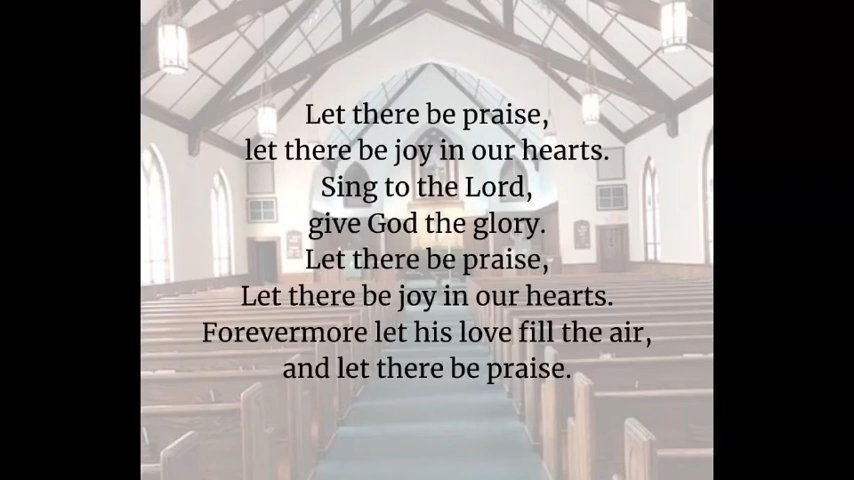 Let there be praise,
let there be joy in our hearts.
Sing to the Lord,
give God the glory.
Let there be praise,
Let there be joy in our hearts.
Forevermore let his love fill the air,
and let there be praise.